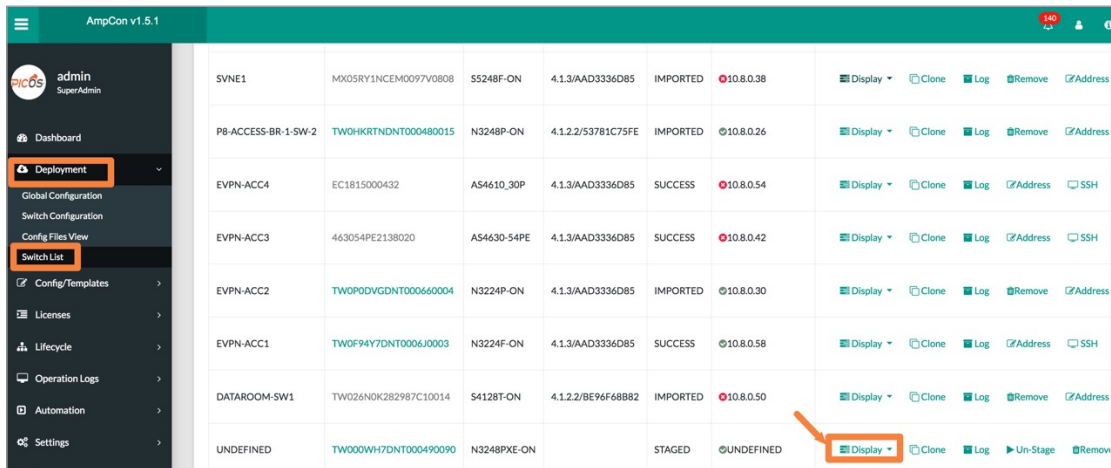 AmpCon v1.5.1
140
PICOS
admin
SuperAdmin
Dashboard
Deployment
Global Configuration
Switch Configuration
Config Files View
Switch List
Config/Templates
Licenses
Lifecycle
Operation Logs
Automation
Settings
SVNE1 MX05RY1NCEM0097V0808 S5248F-ON 4.1.3/AAD3336D85 IMPORTED 10.8.0.38 Display Clone Log Remove Address
P8-ACCESS-BR-1-SW-2 TW0HKRTNDNT000480015 N3248P-ON 4.1.2.2/53781C75FE IMPORTED 10.8.0.26 Display Clone Log Remove Address
EVPN-ACC4 EC1815000432 AS4610_30P 4.1.3/AAD3336D85 SUCCESS 10.8.0.54 Display Clone Log Address SSH
EVPN-ACC3 463054PE2138020 AS4630-54PE 4.1.3/AAD3336D85 SUCCESS 10.8.0.42 Display Clone Log Address SSH
EVPN-ACC2 TW0P0DVGDNT000660004 N3224P-ON 4.1.3/AAD3336D85 IMPORTED 10.8.0.30 Display Clone Log Remove Address
EVPN-ACC1 TW0F94Y7DNT0006J0003 N3224F-ON 4.1.3/AAD3336D85 SUCCESS 10.8.0.58 Display Clone Log Address SSH
DATAROOM-SW1 TW026N0K282987C10014 S4128T-ON 4.1.2.2/BE96F68B82 IMPORTED 10.8.0.50 Display Clone Log Remove Address
UNDEFINED TW000WH7DNT000490090 N3248PXE-ON STAGED UNDEFINED Display Clone Log Un-Stage Remov